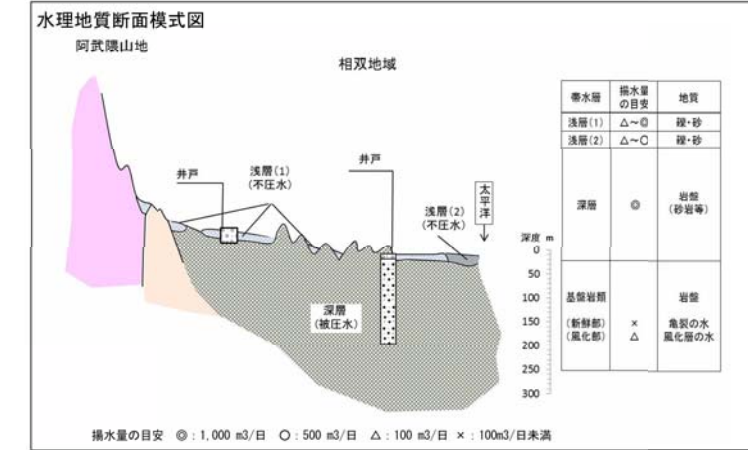 水理地質断面模式図
阿武隈山地
相双地域
井戸
浅層(1)
(不圧水)
井戸
浅層(2)
(不圧水)
太平洋
深層
(被圧水)
深度 m
0
50
100
150
200
250
300
帯水層 揚水量の目安 地質
浅層(1) △～◎ 礫・砂
浅層(2) △～○ 礫・砂
深層 ◎ 岩盤(砂岩等)
基盤岩類 岩盤
(新鮮部) × 亀裂の水
(風化部) △ 風化層の水
揚水量の目安 ◎：1,000 m3/日 ○：500 m3/日 △：100 m3/日 ×：100m3/日未満